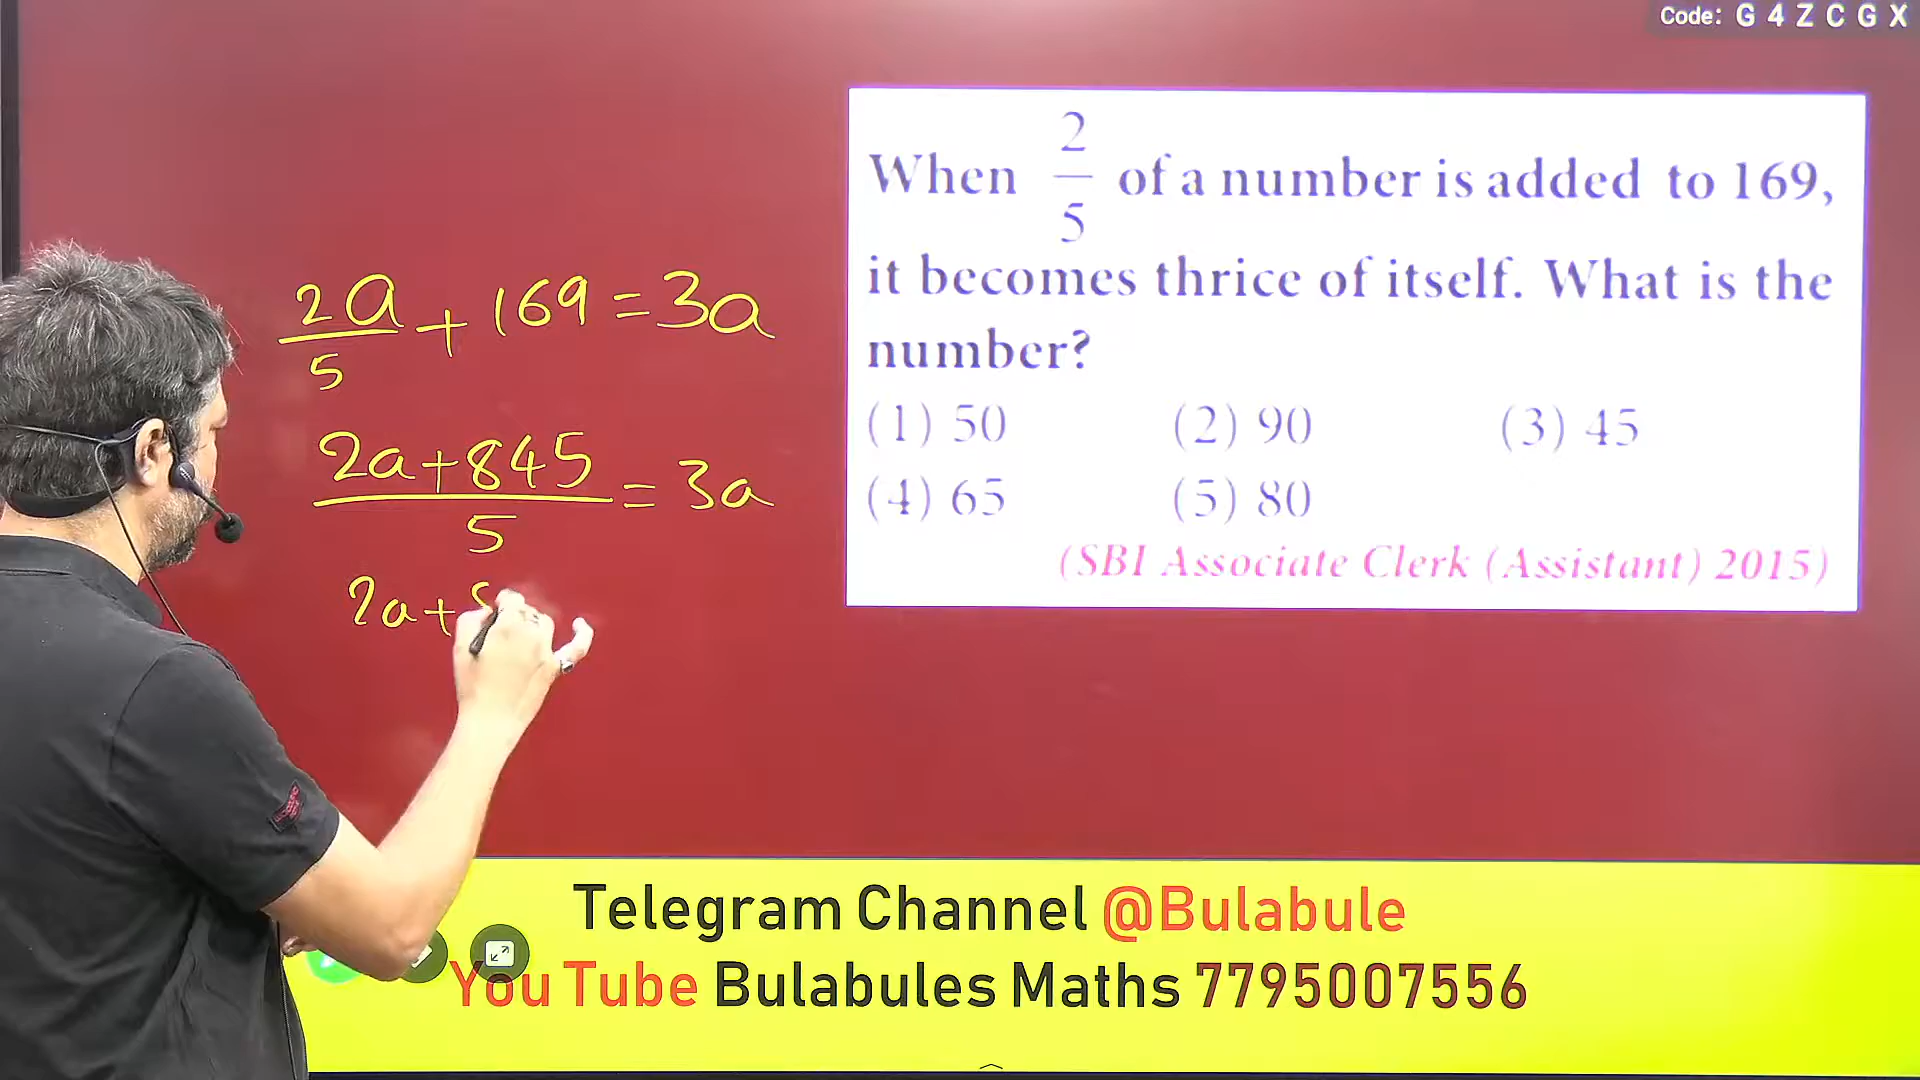 Code: G 4 Z C G X
When 2/5 of a number is added to 169,
it becomes thrice of itself. What is the
number?
(1) 50 (2) 90 (3) 45
(4) 65 (5) 80
(SBI Associate Clerk (Assistant) 2015)
2a/5 + 169 = 3a
2a+845/5 = 3a
2a+
Telegram Channel @Bulabule
You Tube Bulabules Maths 7795007556